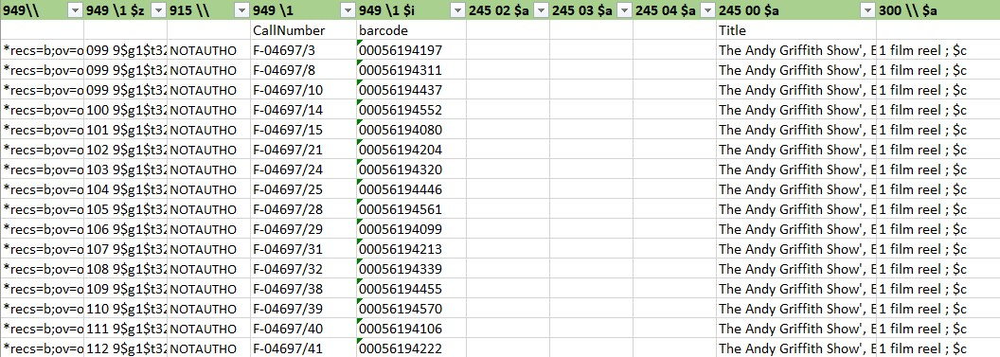 949\\ 949 \1 $z 915 \\ 949 \1 949 \1 $i 245 02 $a 245 03 $a 245 04 $a 245 00 $a 300 \\ $a
CallNumber barcode Title
*recs=b;ov=o 099 9$g1$t32 NOTAUTHO F-04697/3 00056194197 The Andy Griffith Show', E 1 film reel ; $c
*recs=b;ov=o 099 9$g1$t32 NOTAUTHO F-04697/8 00056194311 The Andy Griffith Show', E 1 film reel ; $c
*recs=b;ov=o 099 9$g1$t32 NOTAUTHO F-04697/10 00056194437 The Andy Griffith Show', E 1 film reel ; $c
*recs=b;ov=o 100 9$g1$t32 NOTAUTHO F-04697/14 00056194552 The Andy Griffith Show', E 1 film reel ; $c
*recs=b;ov=o 101 9$g1$t32 NOTAUTHO F-04697/15 00056194080 The Andy Griffith Show', E 1 film reel ; $c
*recs=b;ov=o 102 9$g1$t32 NOTAUTHO F-04697/21 00056194204 The Andy Griffith Show', E 1 film reel ; $c
*recs=b;ov=o 103 9$g1$t32 NOTAUTHO F-04697/24 00056194320 The Andy Griffith Show', E 1 film reel ; $c
*recs=b;ov=o 104 9$g1$t32 NOTAUTHO F-04697/25 00056194446 The Andy Griffith Show', E 1 film reel ; $c
*recs=b;ov=o 105 9$g1$t32 NOTAUTHO F-04697/28 00056194561 The Andy Griffith Show', E 1 film reel ; $c
*recs=b;ov=o 106 9$g1$t32 NOTAUTHO F-04697/29 00056194099 The Andy Griffith Show', E 1 film reel ; $c
*recs=b;ov=o 107 9$g1$t32 NOTAUTHO F-04697/31 00056194213 The Andy Griffith Show', E 1 film reel ; $c
*recs=b;ov=o 108 9$g1$t32 NOTAUTHO F-04697/32 00056194339 The Andy Griffith Show', E 1 film reel ; $c
*recs=b;ov=o 109 9$g1$t32 NOTAUTHO F-04697/38 00056194455 The Andy Griffith Show', E 1 film reel ; $c
*recs=b;ov=o 110 9$g1$t32 NOTAUTHO F-04697/39 00056194570 The Andy Griffith Show', E 1 film reel ; $c
*recs=b;ov=o 111 9$g1$t32 NOTAUTHO F-04697/40 00056194106 The Andy Griffith Show', E 1 film reel ; $c
*recs=b;ov=o 112 9$g1$t32 NOTAUTHO F-04697/41 00056194222 The Andy Griffith Show', E 1 film reel ; $c